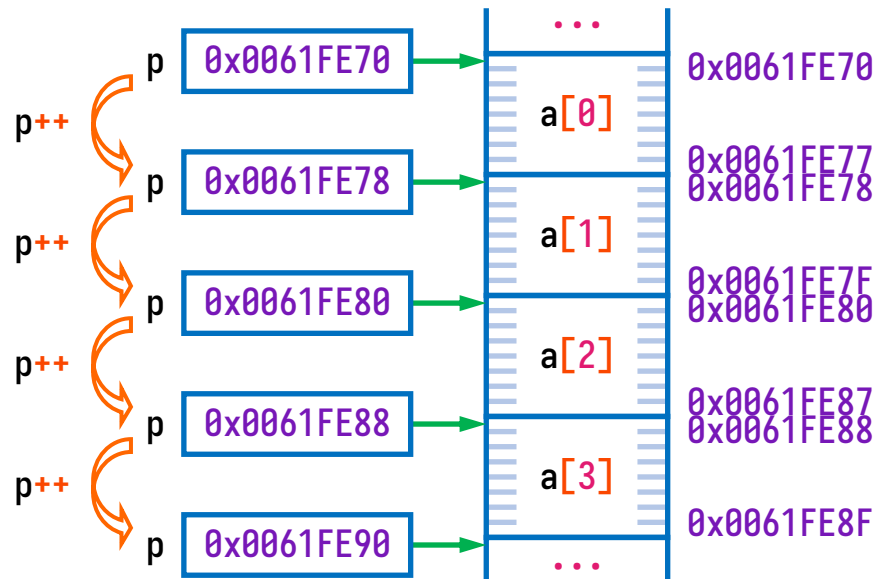 ...
p 0x0061FE70 0x0061FE70
p++ a[0]
0x0061FE77
p 0x0061FE78 0x0061FE78
p++ a[1]
0x0061FE7F
p 0x0061FE80 0x0061FE80
p++ a[2]
0x0061FE87
p 0x0061FE88 0x0061FE88
p++ a[3]
0x0061FE8F
p 0x0061FE90
...